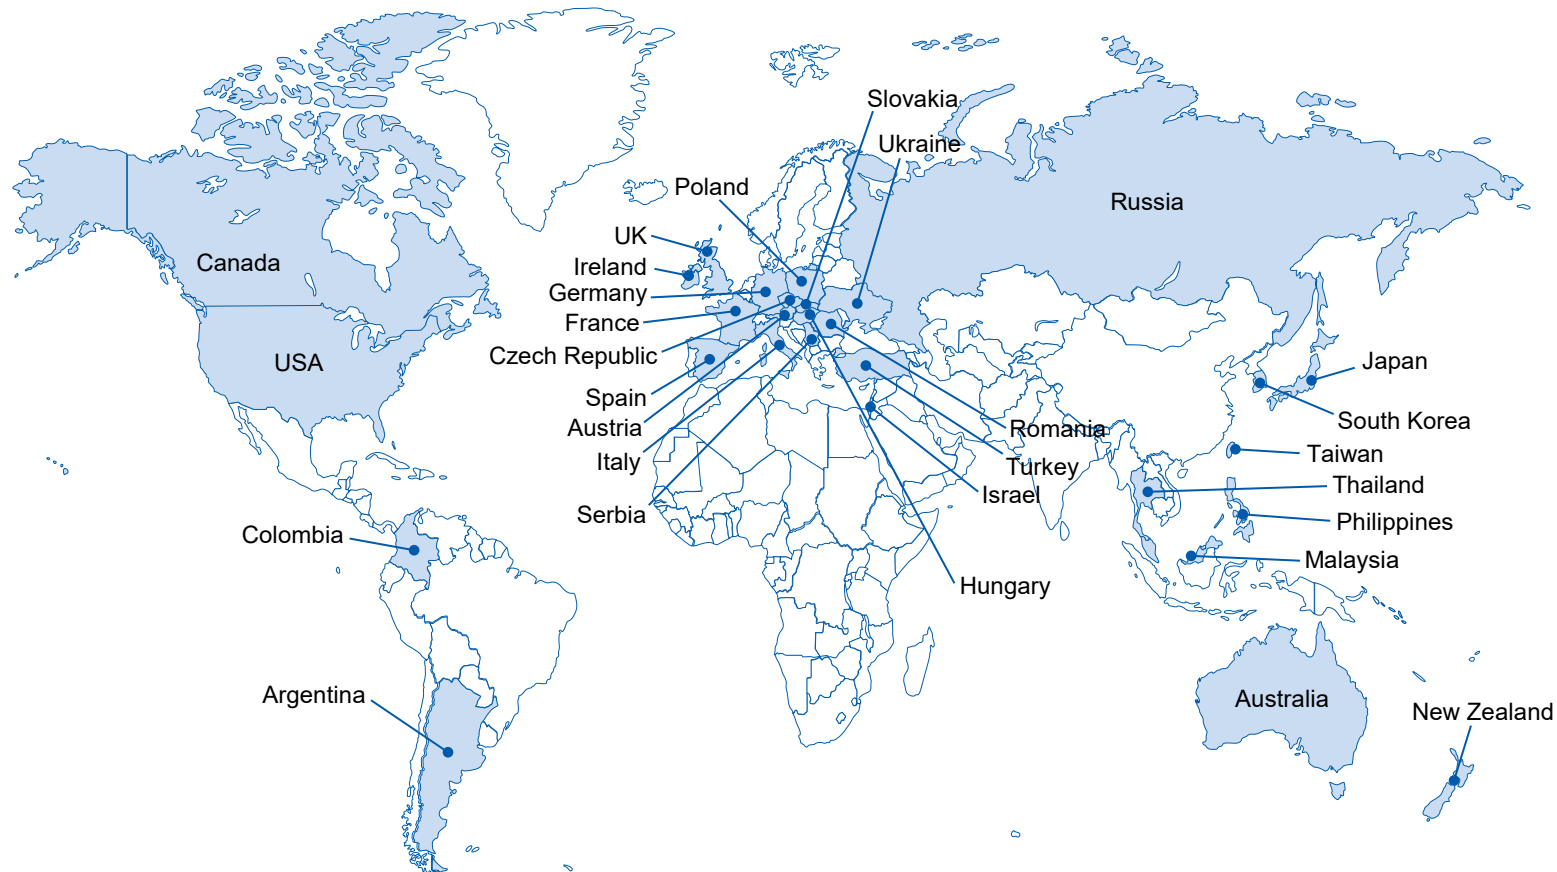 Slovakia
Ukraine
Poland
Russia
UK
Canada
Ireland
Germany
France
Czech Republic
USA
Japan
Spain
South Korea
Austria
Romania
Italy
Taiwan
Turkey
Thailand
Israel
Serbia
Philippines
Colombia
Malaysia
Hungary
Argentina
Australia
New Zealand